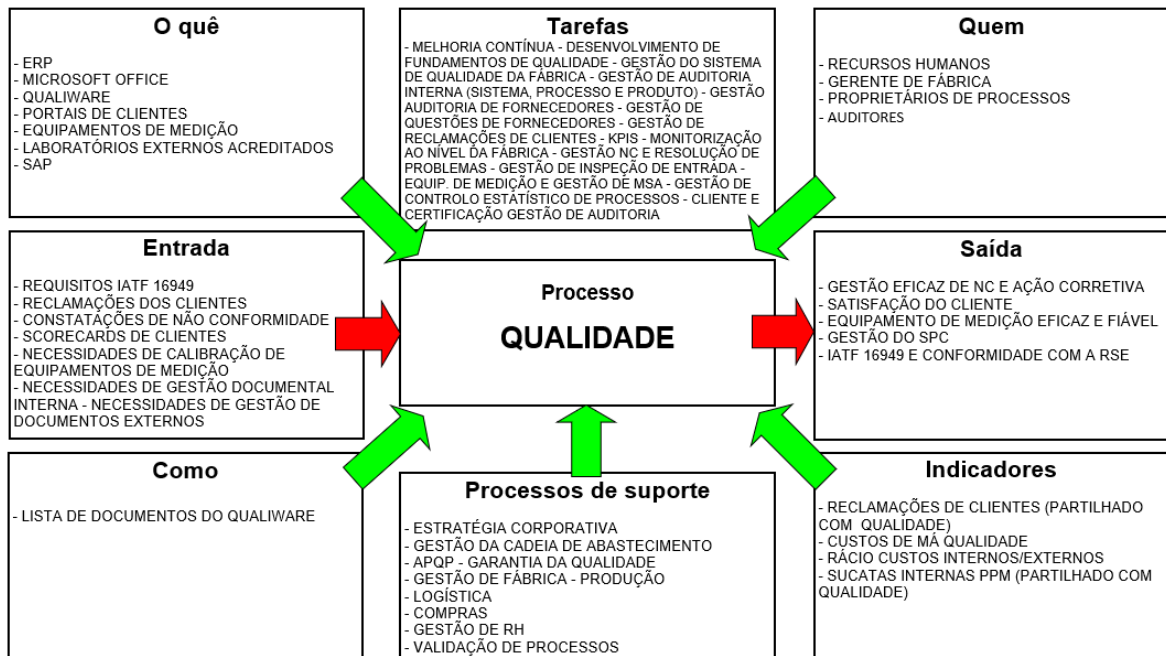 O quê
- ERP
- MICROSOFT OFFICE
- QUALIWARE
- PORTAIS DE CLIENTES
- EQUIPAMENTOS DE MEDIÇÃO
- LABORATÓRIOS EXTERNOS ACREDITADOS
- SAP
Tarefas
- MELHORIA CONTÍNUA - DESENVOLVIMENTO DE
FUNDAMENTOS DE QUALIDADE - GESTÃO DO SISTEMA
DE QUALIDADE DA FÁBRICA - GESTÃO DE AUDITORIA
INTERNA (SISTEMA, PROCESSO E PRODUTO) - GESTÃO
AUDITORIA DE FORNECEDORES - GESTÃO DE
QUESTÕES DE FORNECEDORES - GESTÃO DE
RECLAMAÇÕES DE CLIENTES - KPIS - MONITORIZAÇÃO
AO NÍVEL DA FÁBRICA - GESTÃO NC E RESOLUÇÃO DE
PROBLEMAS - GESTÃO DE INSPEÇÃO DE ENTRADA -
EQUIP. DE MEDIÇÃO E GESTÃO DE MSA - GESTÃO DE
CONTROLO ESTATÍSTICO DE PROCESSOS - CLIENTE E
CERTIFICAÇÃO GESTÃO DE AUDITORIA
Quem
- RECURSOS HUMANOS
- GERENTE DE FÁBRICA
- PROPRIETÁRIOS DE PROCESSOS
- AUDITORES
Entrada
- REQUISITOS IATF 16949
- RECLAMAÇÕES DOS CLIENTES
- CONSTATAÇÕES DE NÃO CONFORMIDADE
- SCORECARDS DE CLIENTES
- NECESSIDADES DE CALIBRAÇÃO DE
EQUIPAMENTOS DE MEDIÇÃO
- NECESSIDADES DE GESTÃO DOCUMENTAL
INTERNA - NECESSIDADES DE GESTÃO DE
DOCUMENTOS EXTERNOS
Processo
QUALIDADE
Saída
- GESTÃO EFICAZ DE NC E AÇÃO CORRETIVA
- SATISFAÇÃO DO CLIENTE
- EQUIPAMENTO DE MEDIÇÃO EFICAZ E FIÁVEL
- GESTÃO DO SPC
- IATF 16949 E CONFORMIDADE COM A RSE
Como
- LISTA DE DOCUMENTOS DO QUALIWARE
Processos de suporte
- ESTRATÉGIA CORPORATIVA
- GESTÃO DA CADEIA DE ABASTECIMENTO
- APQP - GARANTIA DA QUALIDADE
- GESTÃO DE FÁBRICA - PRODUÇÃO
- LOGÍSTICA
- COMPRAS
- GESTÃO DE RH
- VALIDAÇÃO DE PROCESSOS
Indicadores
- RECLAMAÇÕES DE CLIENTES (PARTILHADO
COM QUALIDADE)
- CUSTOS DE MÁ QUALIDADE
- RÁCIO CUSTOS INTERNOS/EXTERNOS
- SUCATAS INTERNAS PPM (PARTILHADO COM
QUALIDADE)